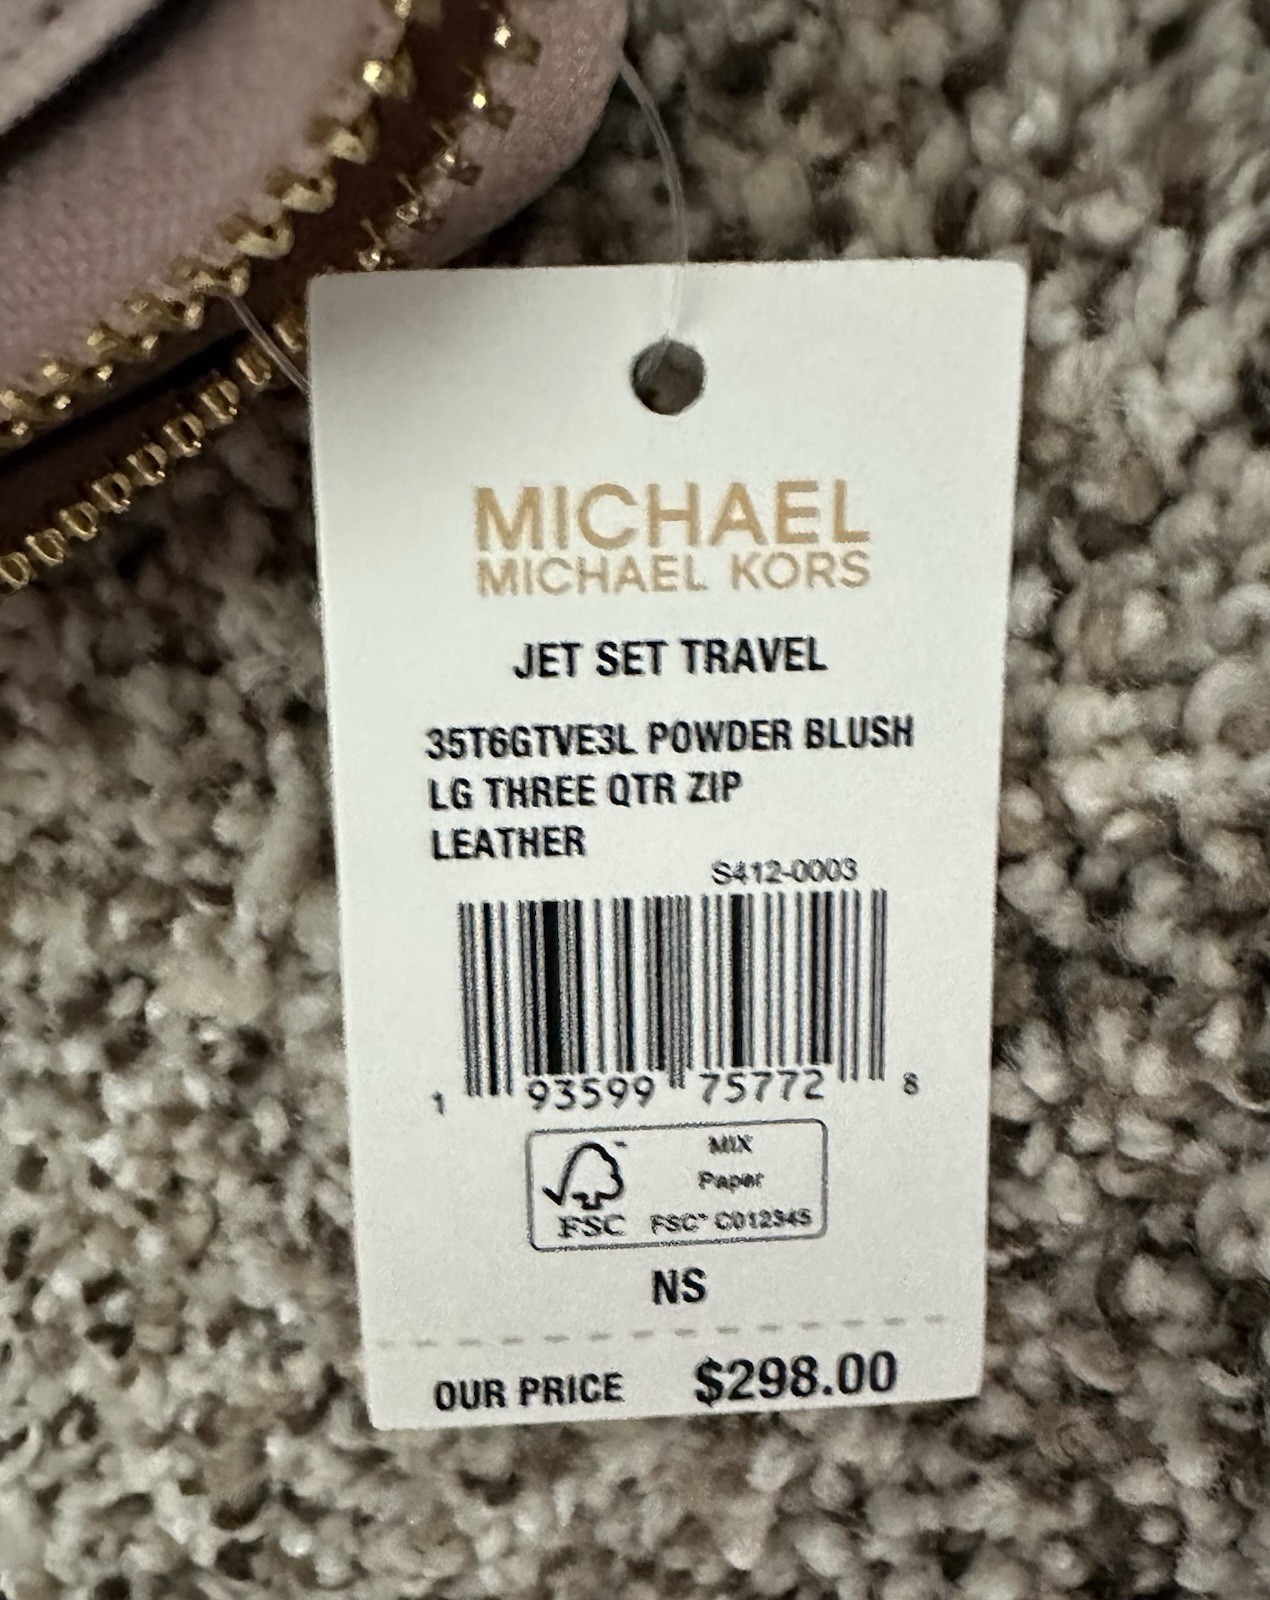 MICHAEL
MICHAEL KORS
JET SET TRAVEL
35T6GTVE3L POWDER BLUSH
LG THREE QTR ZIP
LEATHER
S412-0003
1 93599 75772 8
FSC
MIX
Paper
FSC™ C012345
NS
OUR PRICE $298.00